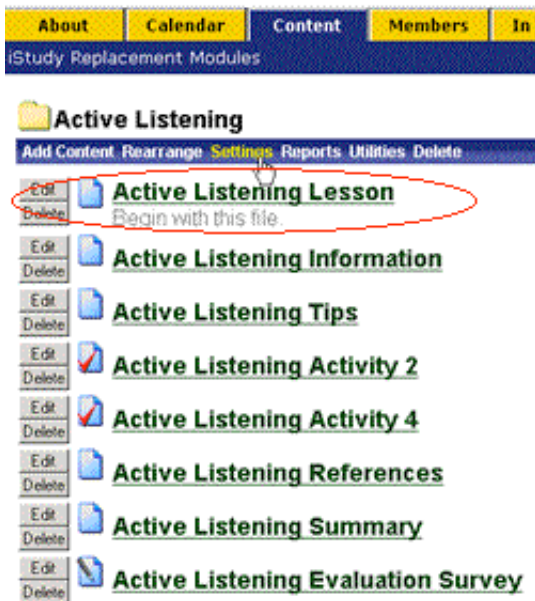 About Calendar Content Members In
iStudy Replacement Modules
Active Listening
Add Content Rearrange Settings Reports Utilities Delete
Edit Active Listening Lesson
Delete Begin with this file.
Edit Active Listening Information
Delete
Edit Active Listening Tips
Delete
Edit Active Listening Activity 2
Delete
Edit Active Listening Activity 4
Delete
Edit Active Listening References
Delete
Edit Active Listening Summary
Delete
Edit Active Listening Evaluation Survey
Delete